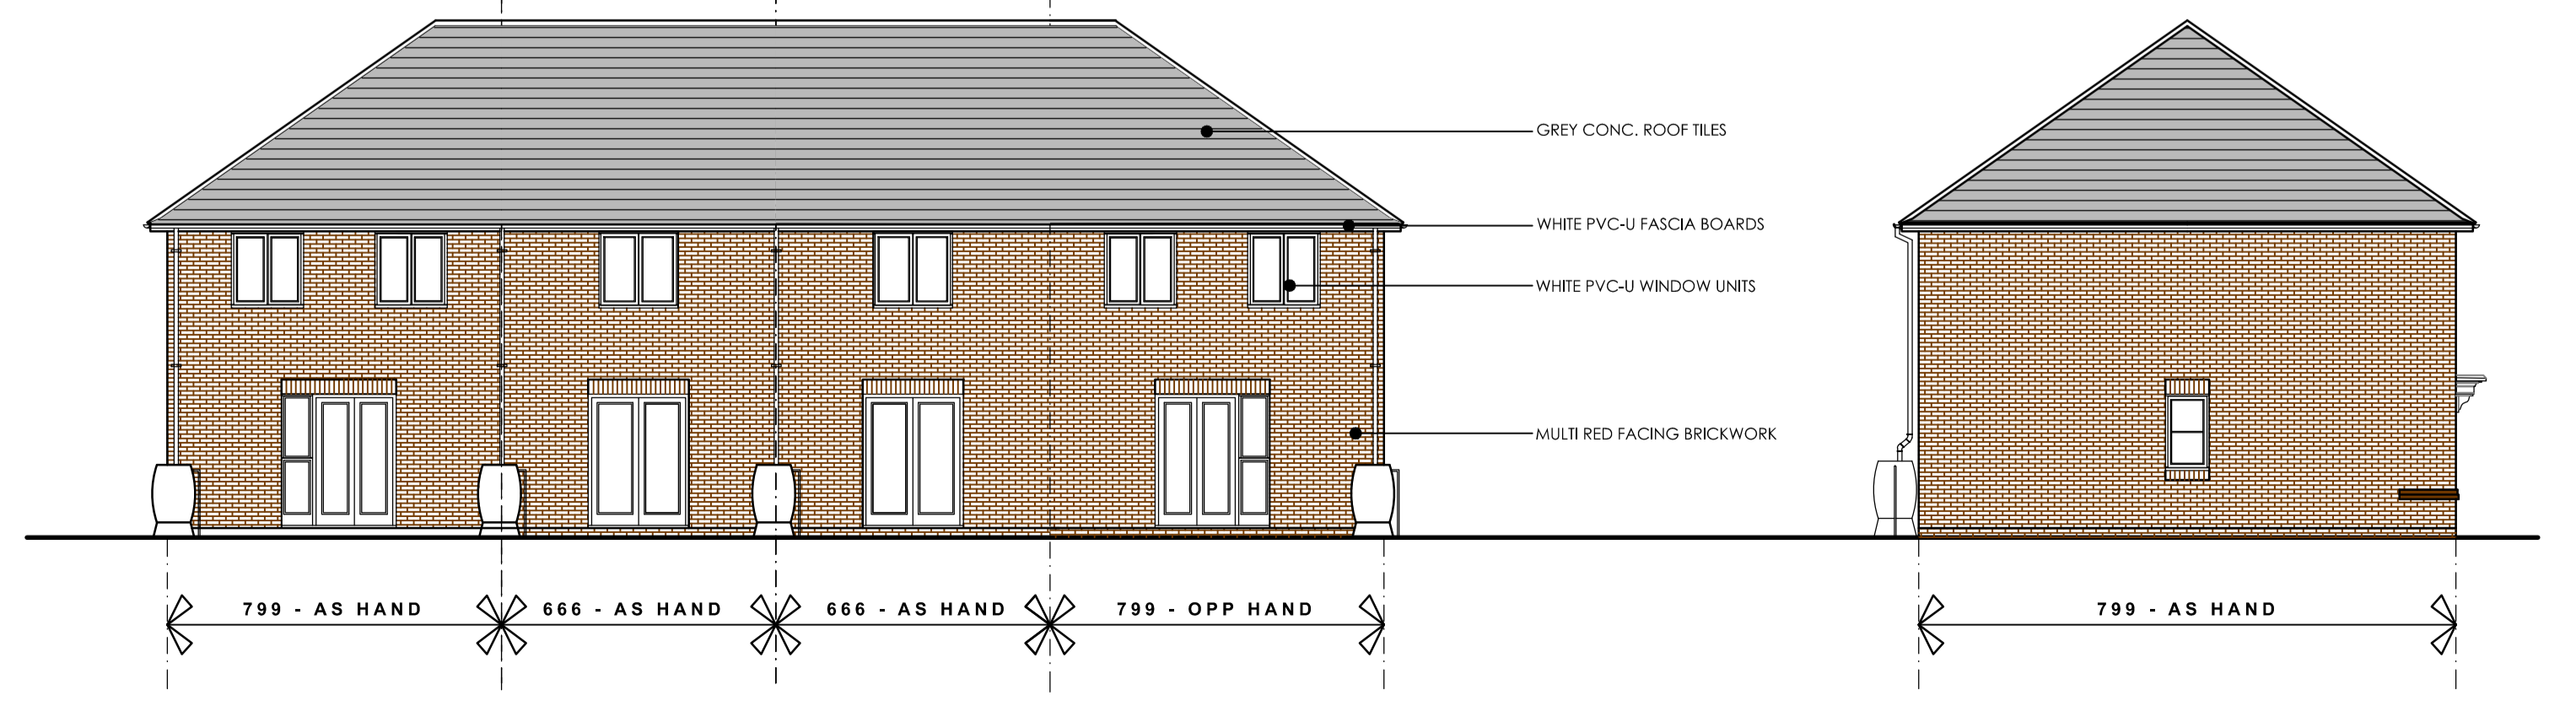 GREY CONC. ROOF TILES
WHITE PVC-U FASCIA BOARDS
WHITE PVC-U WINDOW UNITS
MULTI RED FACING BRICKWORK
799 - AS HAND
666 - AS HAND
666 - AS HAND
799 - OPP HAND
799 - AS HAND